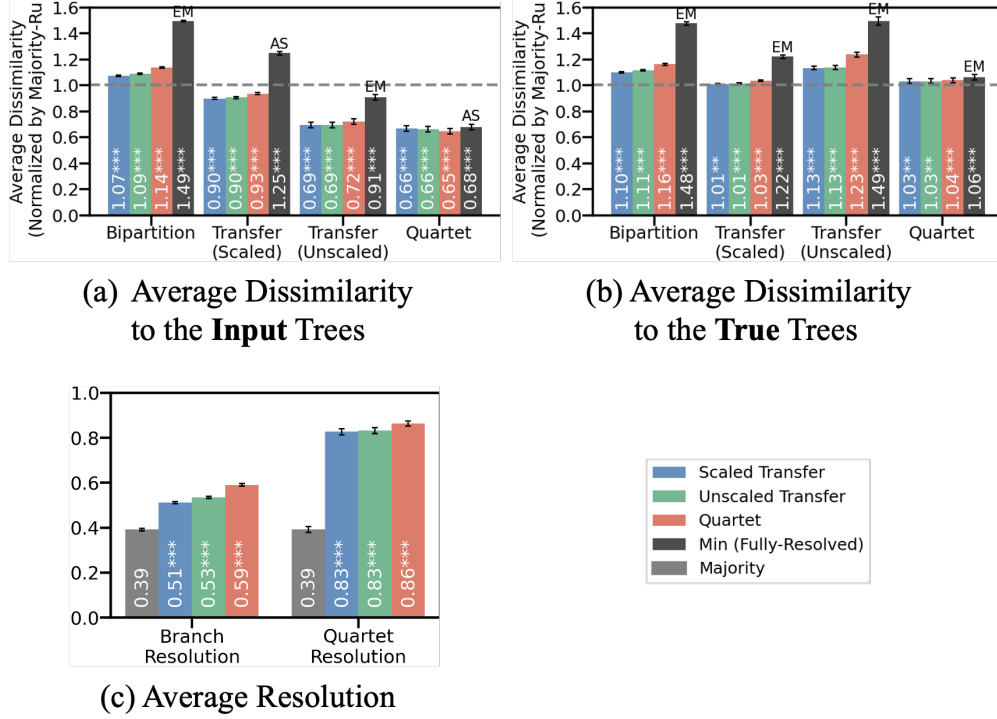 Average Dissimilarity
(Normalized by Majority-Ru
1.6
1.4
1.2
1.0
0.8
0.6
0.4
0.2
0.0
EM
AS
EM
AS
1.07***
1.09***
1.14***
1.49***
0.90***
0.90***
0.93***
1.25***
0.69***
0.69***
0.72***
0.91***
0.66***
0.66***
0.65***
0.68***
Bipartition
Transfer
(Scaled)
Transfer
(Unscaled)
Quartet
(a) Average Dissimilarity
to the Input Trees
Average Dissimilarity
(Normalized by Majority-Ru
1.6
1.4
1.2
1.0
0.8
0.6
0.4
0.2
0.0
EM
EM
EM
EM
1.10***
1.11***
1.16***
1.48***
1.01**
1.01***
1.03***
1.22***
1.13***
1.13***
1.23***
1.49***
1.03**
1.03**
1.04***
1.06***
Bipartition
Transfer
(Scaled)
Transfer
(Unscaled)
Quartet
(b) Average Dissimilarity
to the True Trees
1.0
0.8
0.6
0.4
0.2
0.0
0.39
0.51***
0.53***
0.59***
0.39
0.83***
0.83***
0.86***
Branch
Resolution
Quartet
Resolution
(c) Average Resolution
Scaled Transfer
Unscaled Transfer
Quartet
Min (Fully-Resolved)
Majority